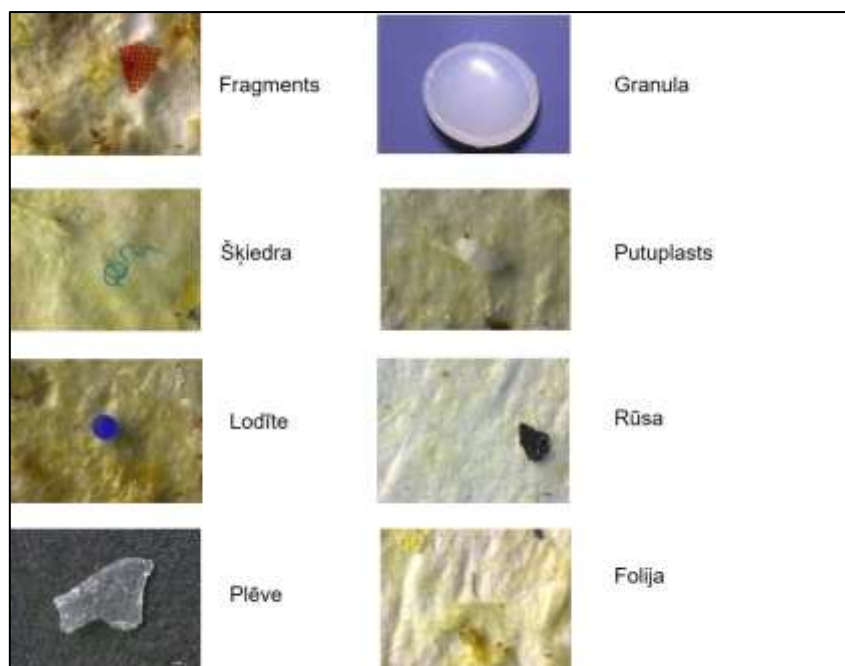 Fragments
Granula
Šķiedra
Putuplasts
Lodīte
Rūsa
Plēve
Folija